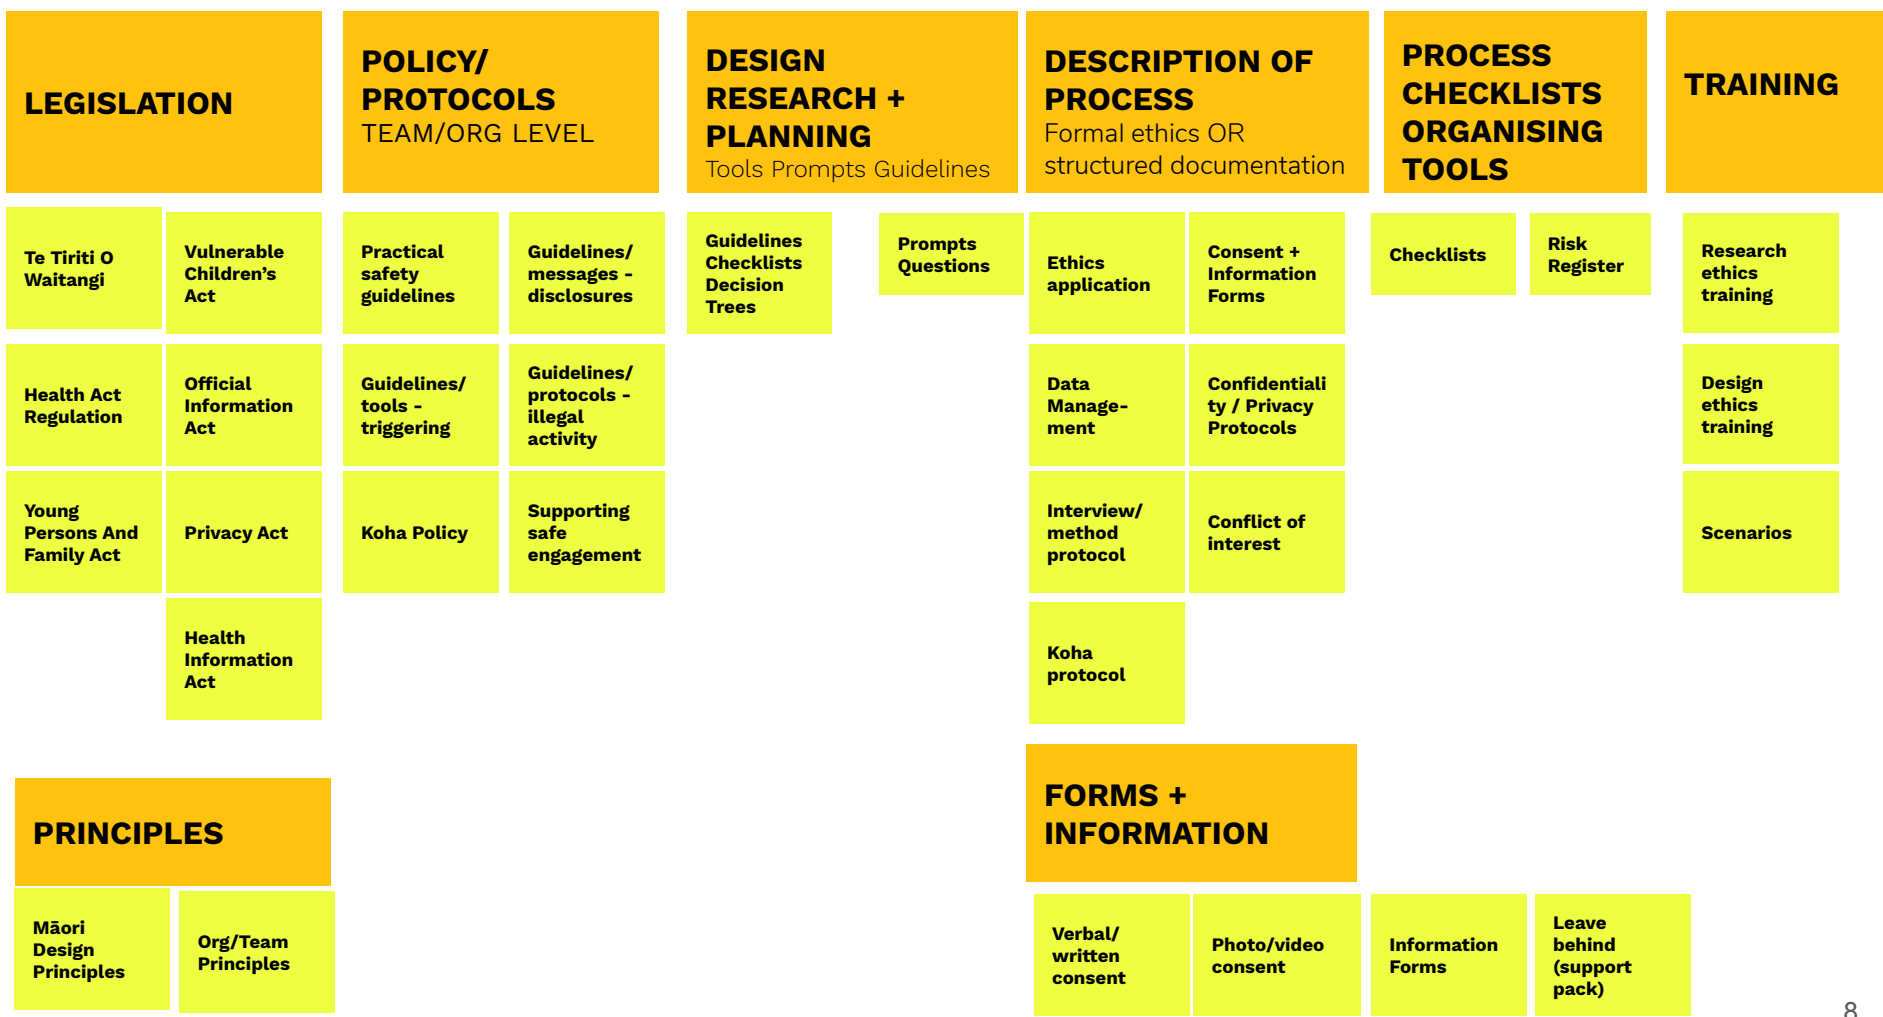 LEGISLATION
POLICY/
PROTOCOLS
TEAM/ORG LEVEL
DESIGN
RESEARCH +
PLANNING
Tools Prompts Guidelines
DESCRIPTION OF
PROCESS
Formal ethics OR
structured documentation
PROCESS
CHECKLISTS
ORGANISING
TOOLS
TRAINING
Te Tiriti O
Waitangi
Vulnerable
Children’s
Act
Health Act
Regulation
Official
Information
Act
Young
Persons And
Family Act
Privacy Act
Health
Information
Act
Practical
safety
guidelines
Guidelines/
messages -
disclosures
Guidelines/
tools -
triggering
Guidelines/
protocols -
illegal
activity
Koha Policy
Supporting
safe
engagement
Guidelines
Checklists
Decision
Trees
Prompts
Questions
Ethics
application
Consent +
Information
Forms
Data
Manage-
ment
Confidentiali
ty / Privacy
Protocols
Interview/
method
protocol
Conflict of
interest
Koha
protocol
Checklists
Risk
Register
Research
ethics
training
Design
ethics
training
Scenarios
PRINCIPLES
Māori
Design
Principles
Org/Team
Principles
FORMS +
INFORMATION
Verbal/
written
consent
Photo/video
consent
Information
Forms
Leave
behind
(support
pack)
8